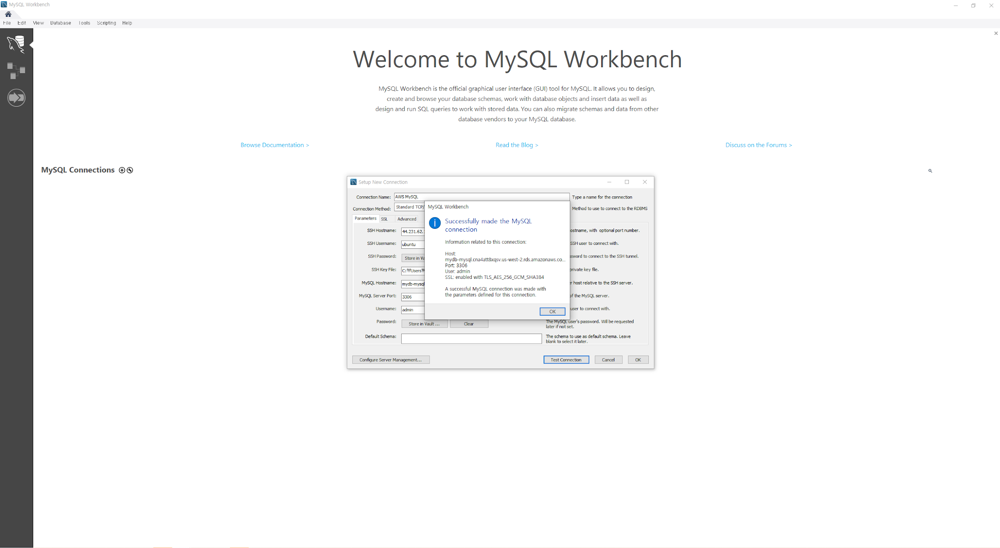 MySQL Workbench
File Edit View Database Tools Scripting Help
Welcome to MySQL Workbench
MySQL Workbench is the official graphical user interface (GUI) tool for MySQL. It allows you to design,
create and browse your database schemas, work with database objects and insert data as well as
design and run SQL queries to work with stored data. You can also migrate schemas and data from other
database vendors to your MySQL database.
Browse Documentation > Read the Blog > Discuss on the Forums >
MySQL Connections
Setup New Connection
Connection Name: AWS MySQL Type a name for the connection
Connection Method: Standard TCP/ Method to use to connect to the RDBMS
Parameters SSL Advanced
SSH Hostname: 44.231.62. ostname, with optional port number.
SSH Username: ubuntu SSH user to connect with.
SSH Password: Store in Va sword to connect to the SSH tunnel.
SSH Key File: C:₩Users₩ private key file.
MySQL Hostname: mydb-mysql r host relative to the SSH server.
MySQL Server Port: 3306 of the MySQL server.
Username: admin user to connect with.
Password: Store in Vault ... Clear The MySQL user's password. Will be requested
later if not set.
Default Schema: The schema to use as default schema. Leave
blank to select it later.
Configure Server Management... Test Connection Cancel OK
MySQL Workbench
Successfully made the MySQL
connection
Information related to this connection:
Host:
mydb-mysql.cna4att8xqsv.us-west-2.rds.amazonaws.co...
Port: 3306
User: admin
SSL: enabled with TLS_AES_256_GCM_SHA384
A successful MySQL connection was made with
the parameters defined for this connection.
OK